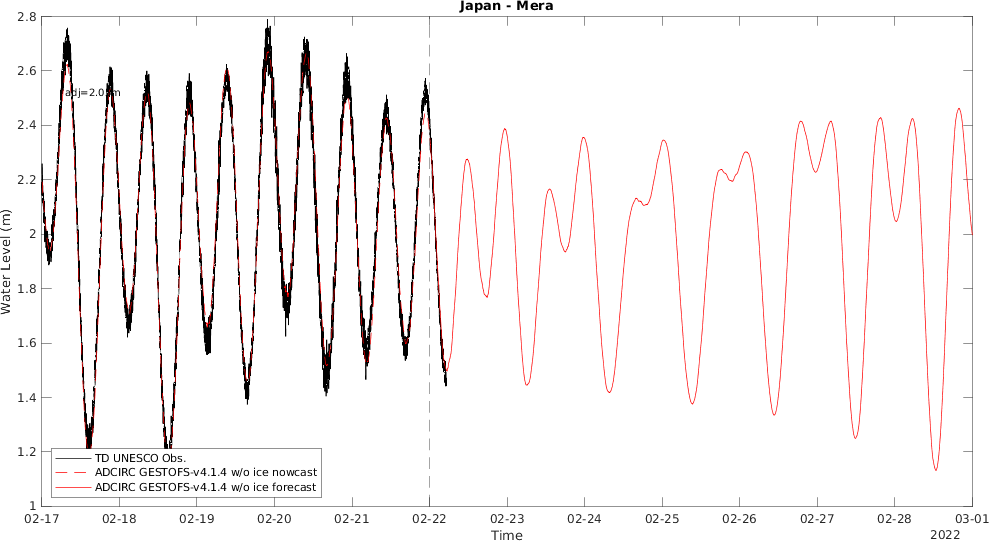 Japan - Mera
2.8
2.6
2.4
2.2
2
1.8
1.6
1.4
1.2
1
Water Level (m)
TD UNESCO Obs.
ADCIRC GESTOFS-v4.1.4 w/o ice nowcast
ADCIRC GESTOFS-v4.1.4 w/o ice forecast
02-17 02-18 02-19 02-20 02-21 02-22 02-23 02-24 02-25 02-26 02-27 02-28 03-01
Time
2022